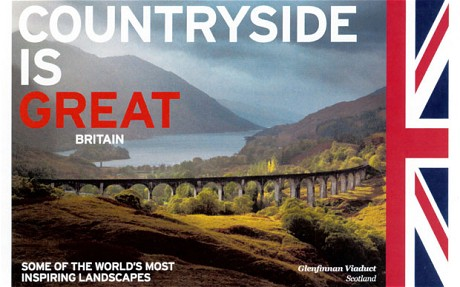 COUNTRYSIDE
IS
GREAT
BRITAIN
SOME OF THE WORLD'S MOST
INSPIRING LANDSCAPES
Glenfinnan Viaduct
Scotland